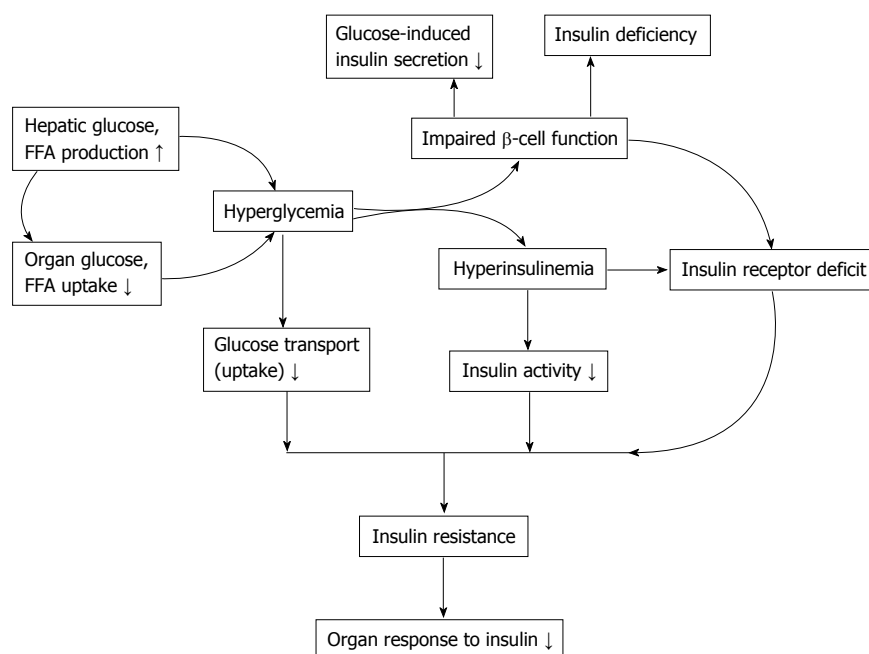 Glucose-induced
insulin secretion ↓
Insulin deficiency
Hepatic glucose,
FFA production ↑
Impaired β-cell function
Hyperglycemia
Organ glucose,
FFA uptake ↓
Hyperinsulinemia
Insulin receptor deficit
Glucose transport
(uptake) ↓
Insulin activity ↓
Insulin resistance
Organ response to insulin ↓